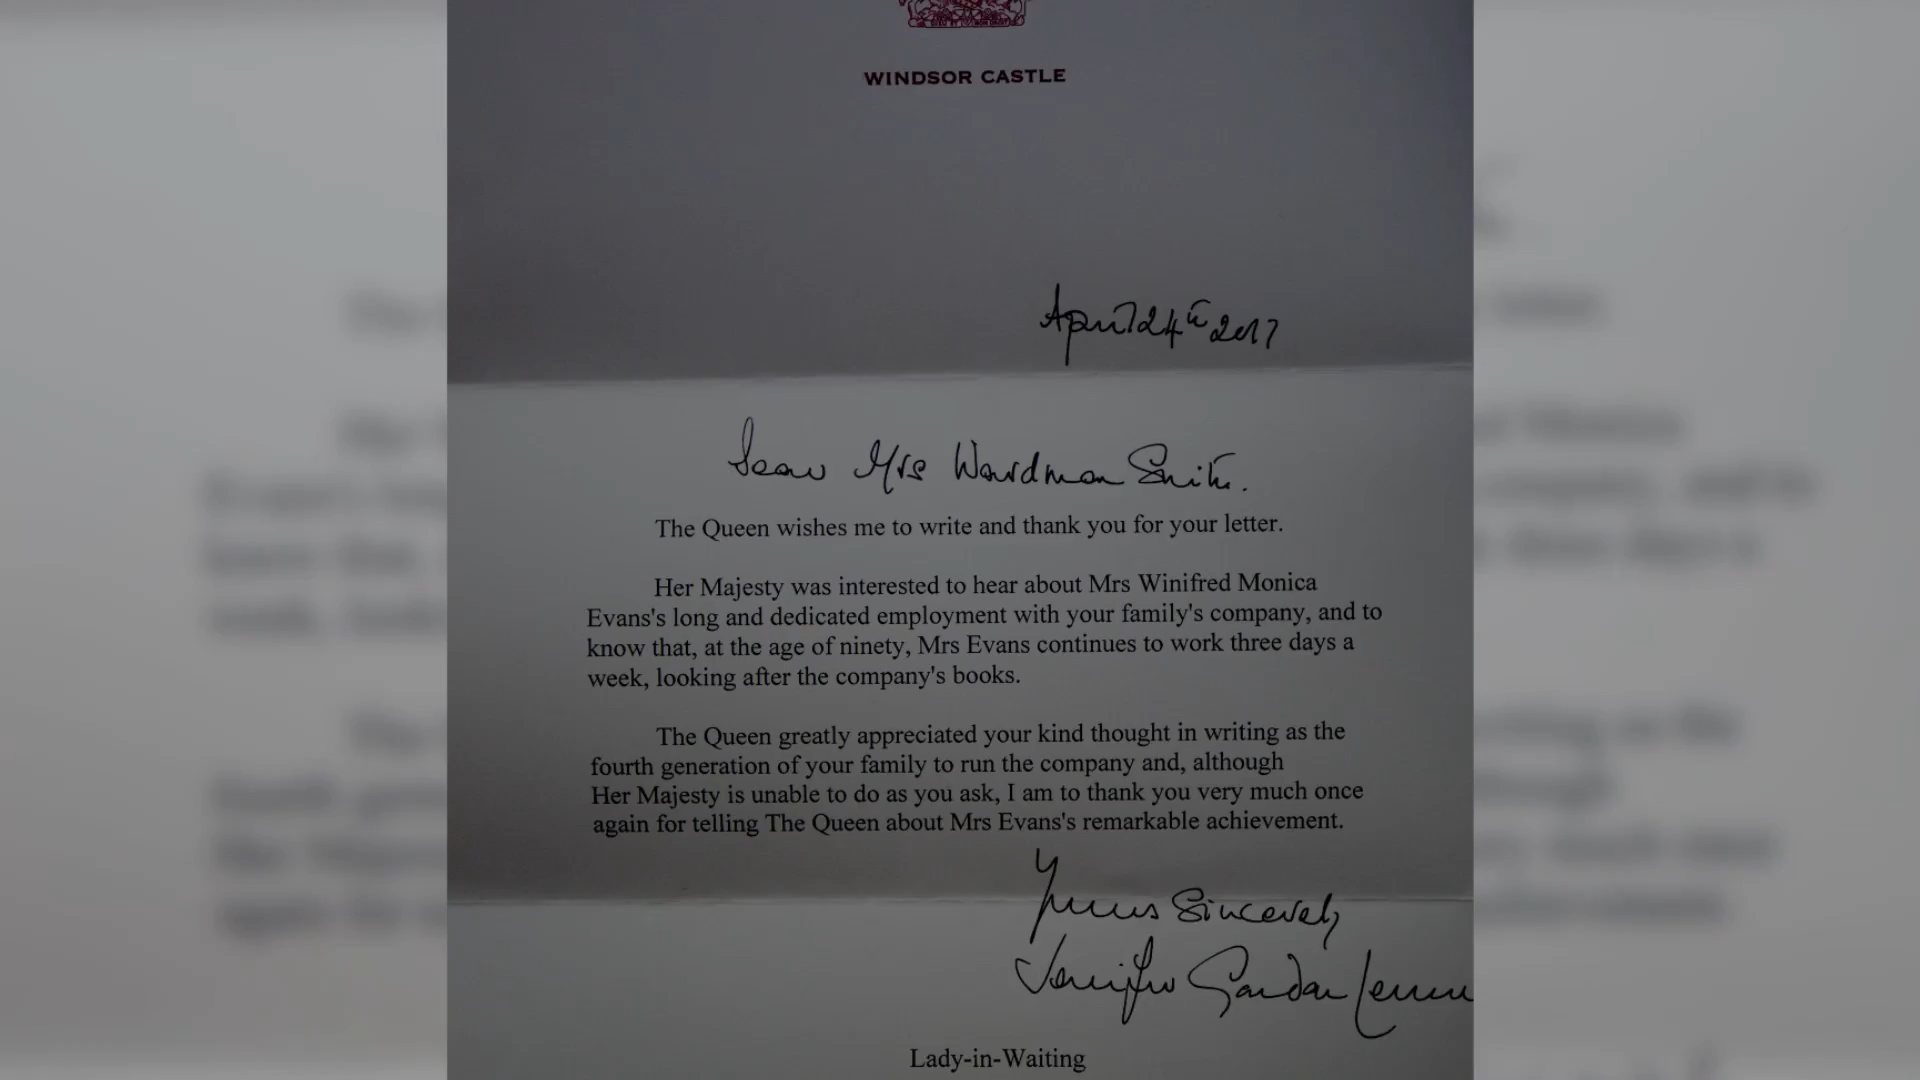 WINDSOR CASTLE
April 24th 2017
Dear Mrs Wardman Smith.
The Queen wishes me to write and thank you for your letter.
Her Majesty was interested to hear about Mrs Winifred Monica
Evans's long and dedicated employment with your family's company, and to
know that, at the age of ninety, Mrs Evans continues to work three days a
week, looking after the company's books.
The Queen greatly appreciated your kind thought in writing as the
fourth generation of your family to run the company and, although
Her Majesty is unable to do as you ask, I am to thank you very much once
again for telling The Queen about Mrs Evans's remarkable achievement.
Yours Sincerely
Jennifer Gordon
Lady-in-Waiting